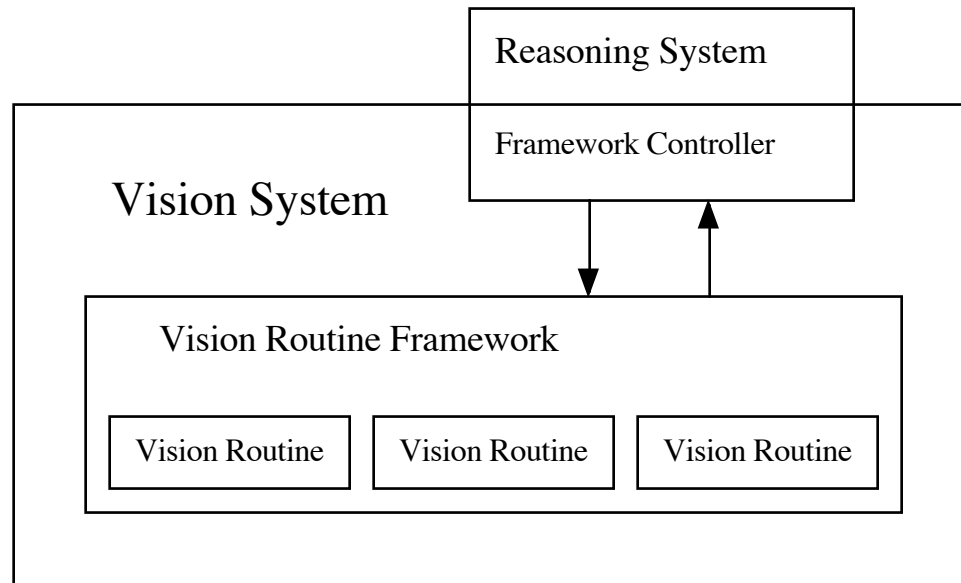 Reasoning System
Framework Controller
Vision System
Vision Routine Framework
Vision Routine
Vision Routine
Vision Routine